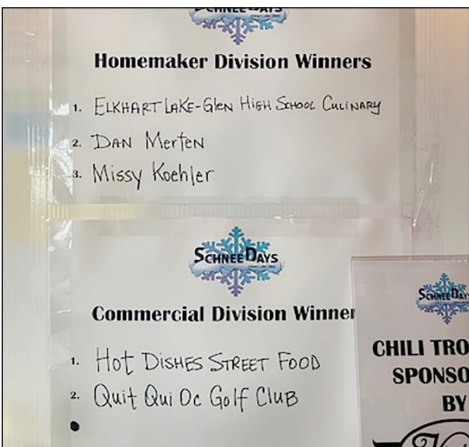 SCHNEE DAYS
Homemaker Division Winners
1. ELKHART LAKE-GLEN HIGH SCHOOL CULINARY
2. DAN MERTEN
3. Missy Koehler
SCHNEE DAYS
Commercial Division Winner
1. HOT DISHES STREET FOOD
2. Quit Qui Oc Golf CLUB
SCHNEE DAY
CHILI TRO
SPONSO
BY